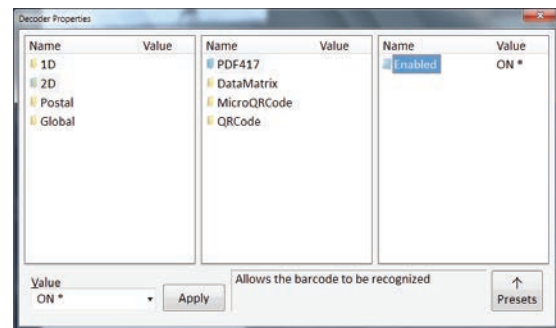 Decoder Properties
Name Value
1D
2D
Postal
Global
Name Value
PDF417
DataMatrix
MicroQRCode
QRCode
Name Value
Enabled ON *
Value
ON *
Apply
Allows the barcode to be recognized
Presets